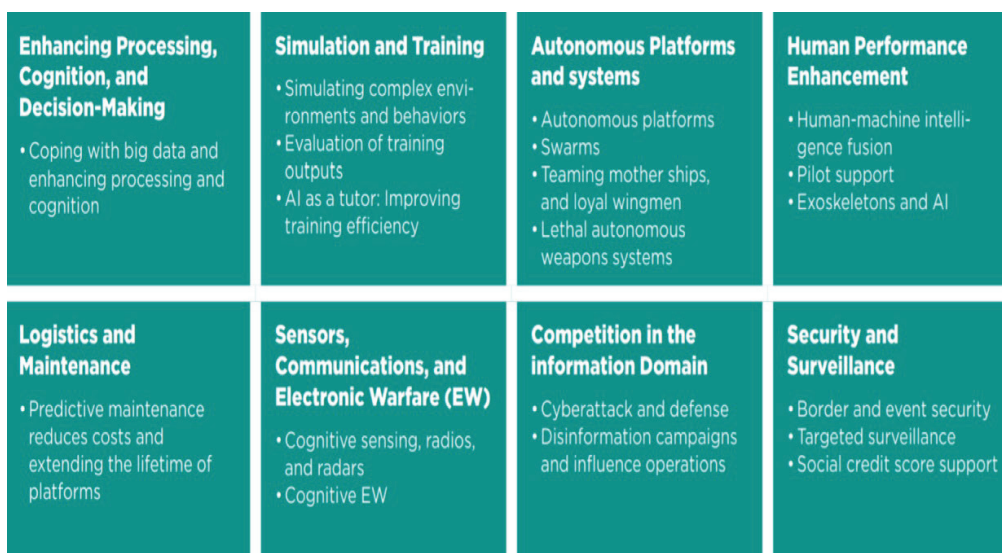 Enhancing Processing,
Cognition, and
Decision-Making
• Coping with big data and
enhancing processing and
cognition
Simulation and Training
• Simulating complex envi-
ronments and behaviors
• Evaluation of training
outputs
• AI as a tutor: Improving
training efficiency
Autonomous Platforms
and systems
• Autonomous platforms
• Swarms
• Teaming mother ships,
and loyal wingmen
• Lethal autonomous
weapons systems
Human Performance
Enhancement
• Human-machine intelli-
gence fusion
• Pilot support
• Exoskeletons and AI
Logistics and
Maintenance
• Predictive maintenance
reduces costs and
extending the lifetime of
platforms
Sensors,
Communications, and
Electronic Warfare (EW)
• Cognitive sensing, radios,
and radars
• Cognitive EW
Competition in the
information Domain
• Cyberattack and defense
• Disinformation campaigns
and influence operations
Security and
Surveillance
• Border and event security
• Targeted surveillance
• Social credit score support